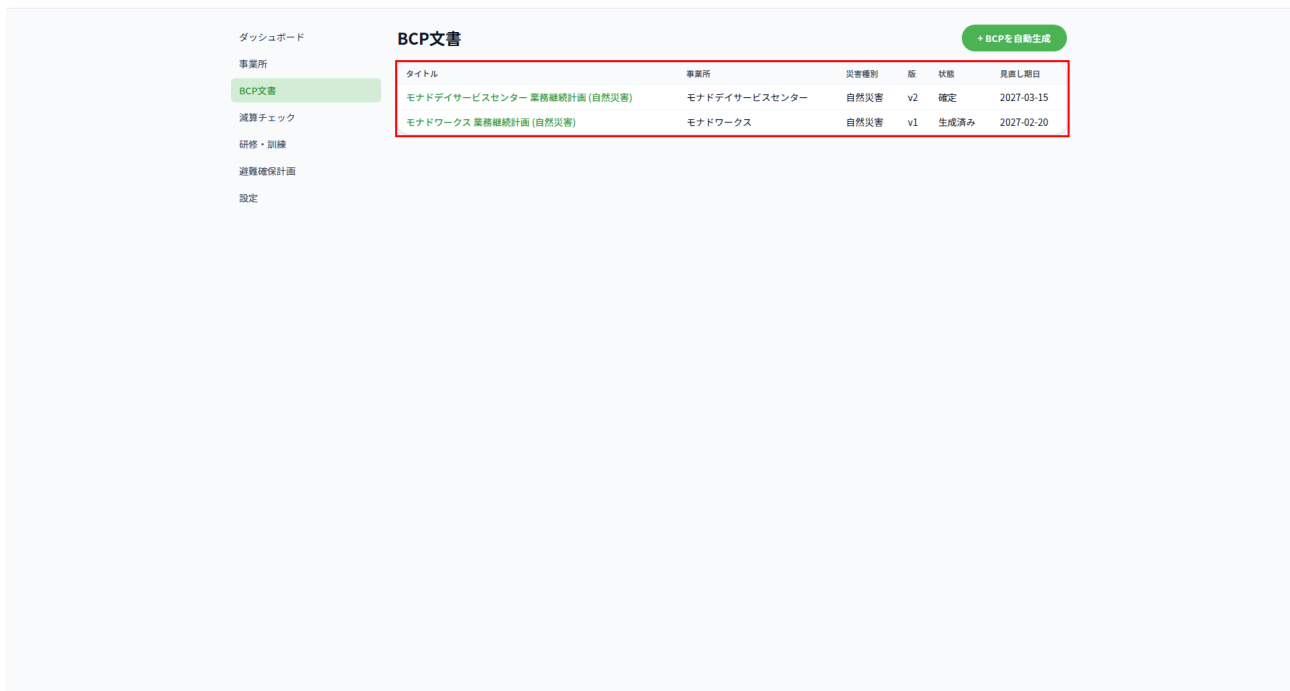 ダッシュボード
事業所
BCP文書
減算チェック
研修・訓練
避難確保計画
設定
BCP文書
+ BCPを自動生成
タイトル 事業所 災害種別 版 状態 見直し期日
モナドデイサービスセンター 業務継続計画 (自然災害) モナドデイサービスセンター 自然災害 v2 確定 2027-03-15
モナドワークス 業務継続計画 (自然災害) モナドワークス 自然災害 v1 生成済み 2027-02-20